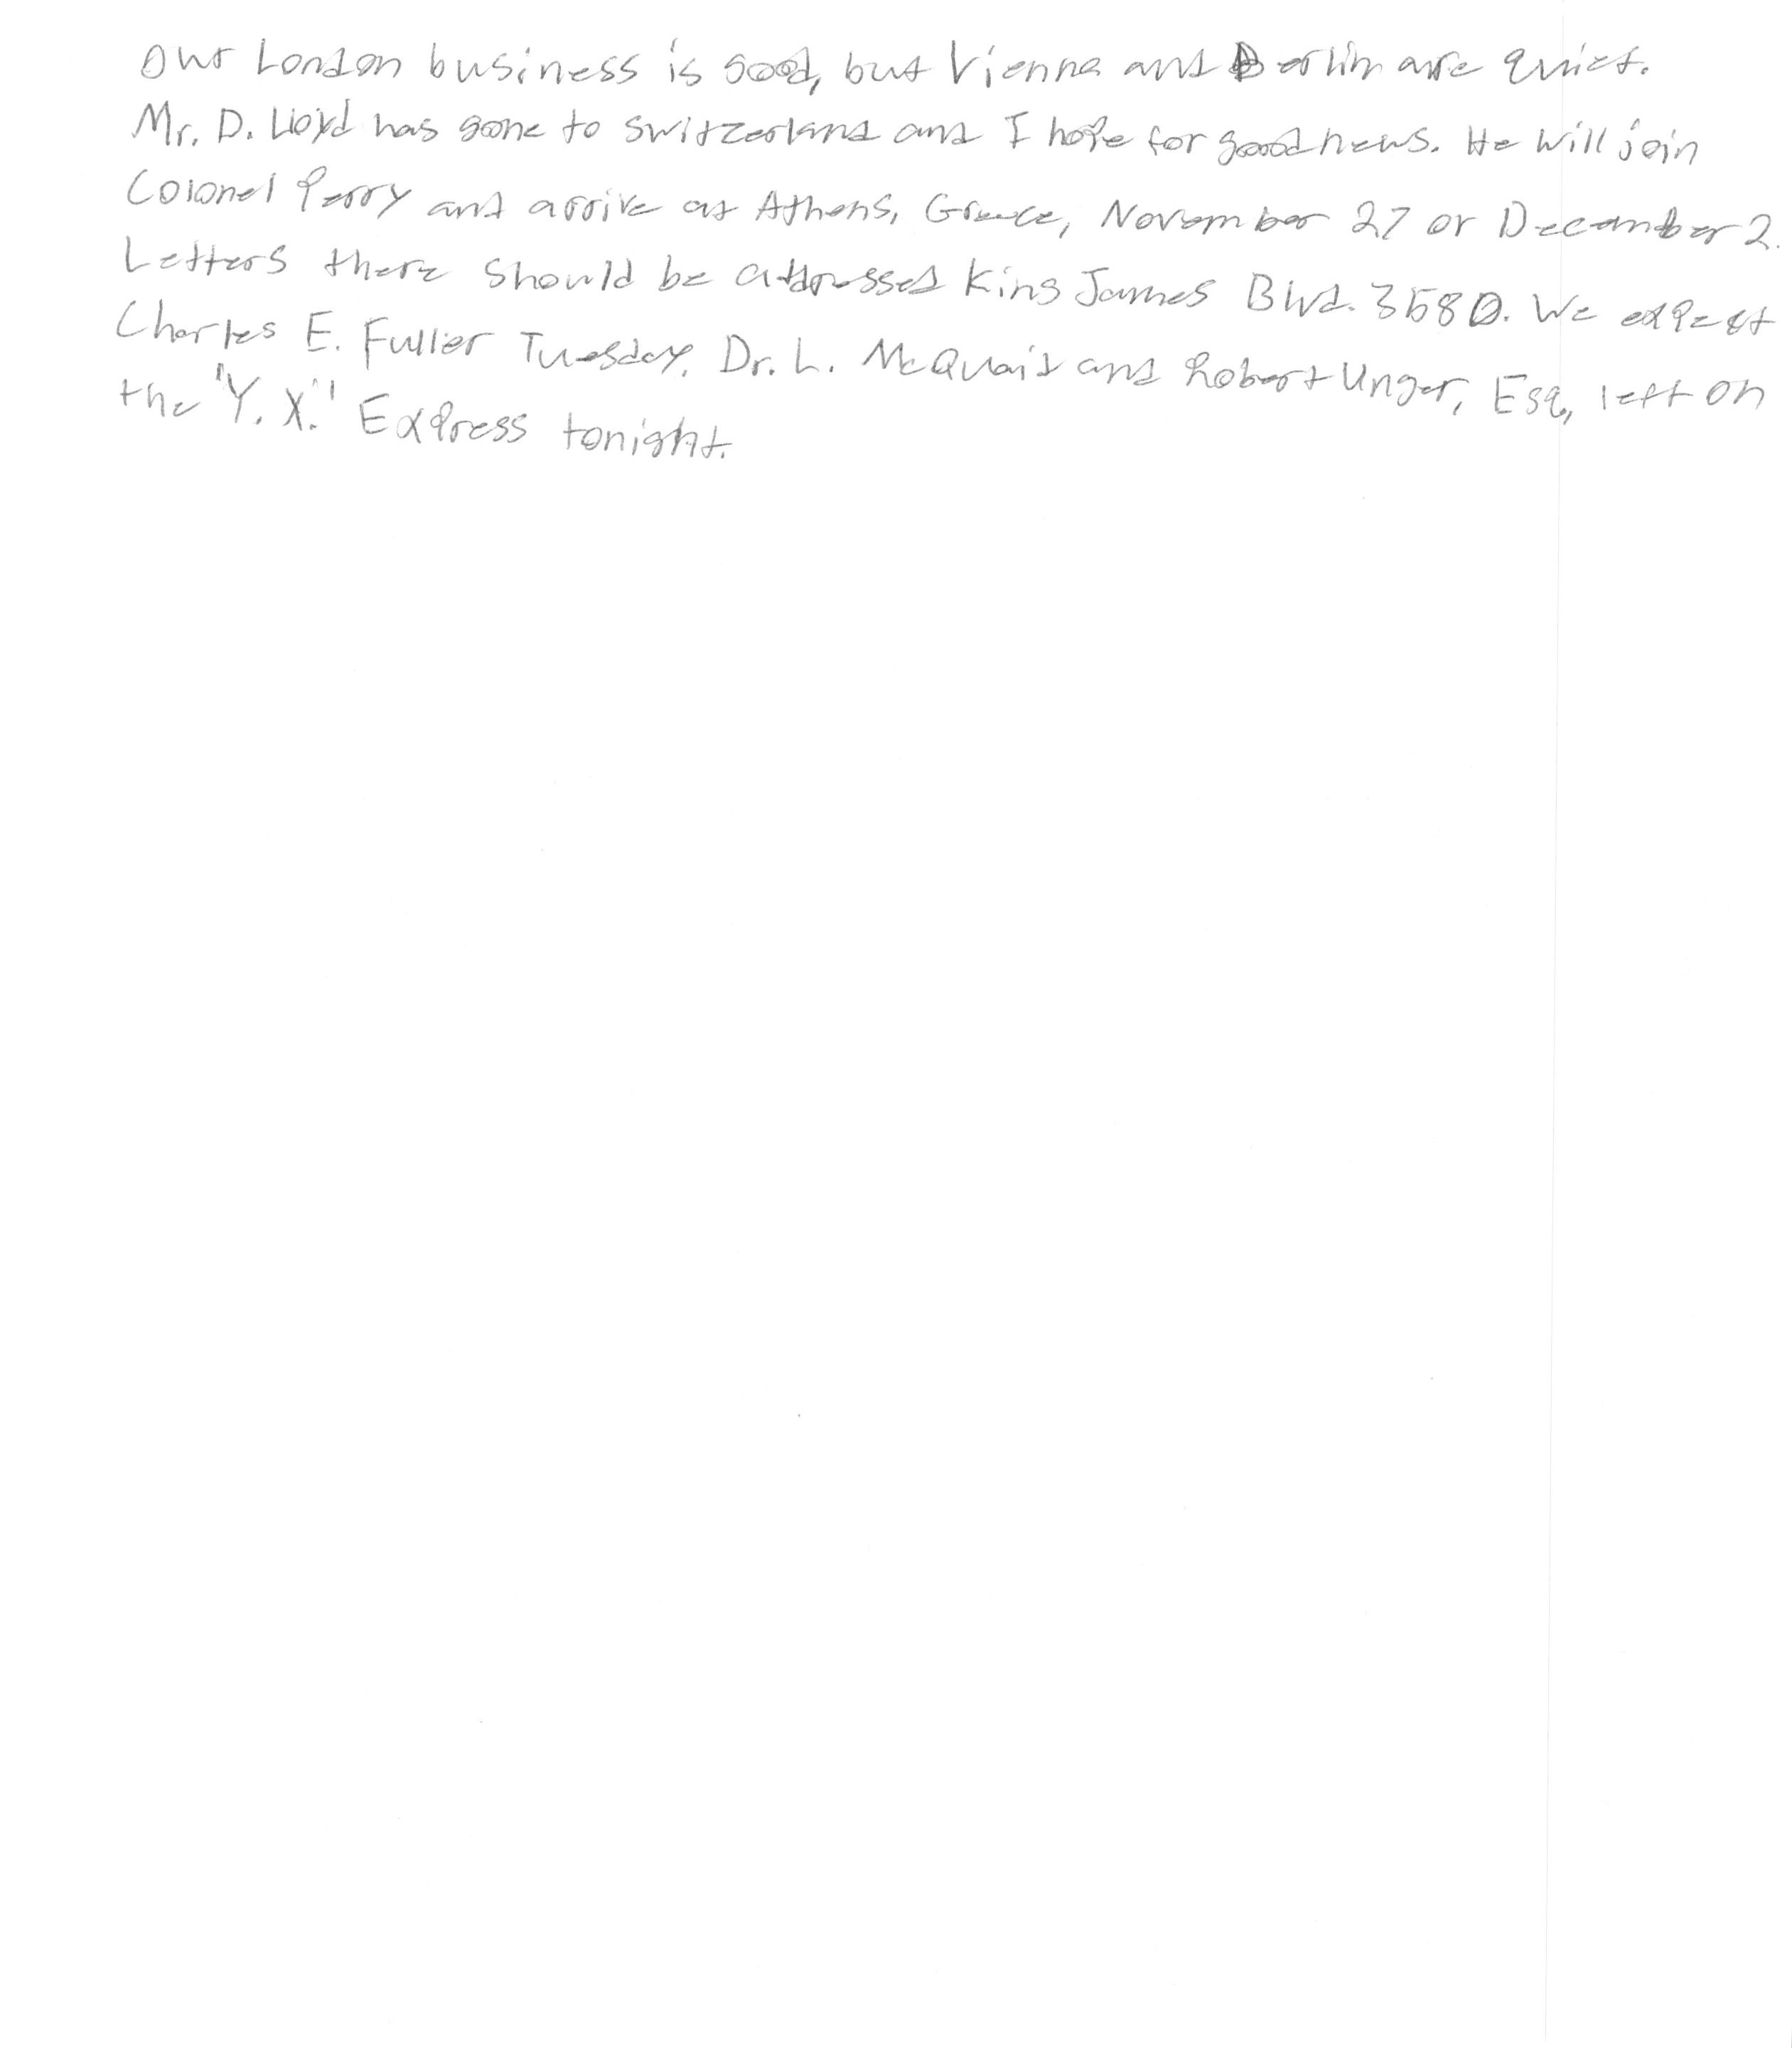 Our London business is good, but Vienna and Berlin are quiet.
Mr. D. Lloyd has gone to Switzerland and I hope for good news. He will join
Colonel Perry and arrive at Athens, Greece, November 27 or December 2.
Letters there should be addressed King James Blvd. 3580. We expect
Charles E. Fuller Tuesday. Dr. L. McQuaid and Robert Unger, Esq., left on
the "Y. X." Express tonight.